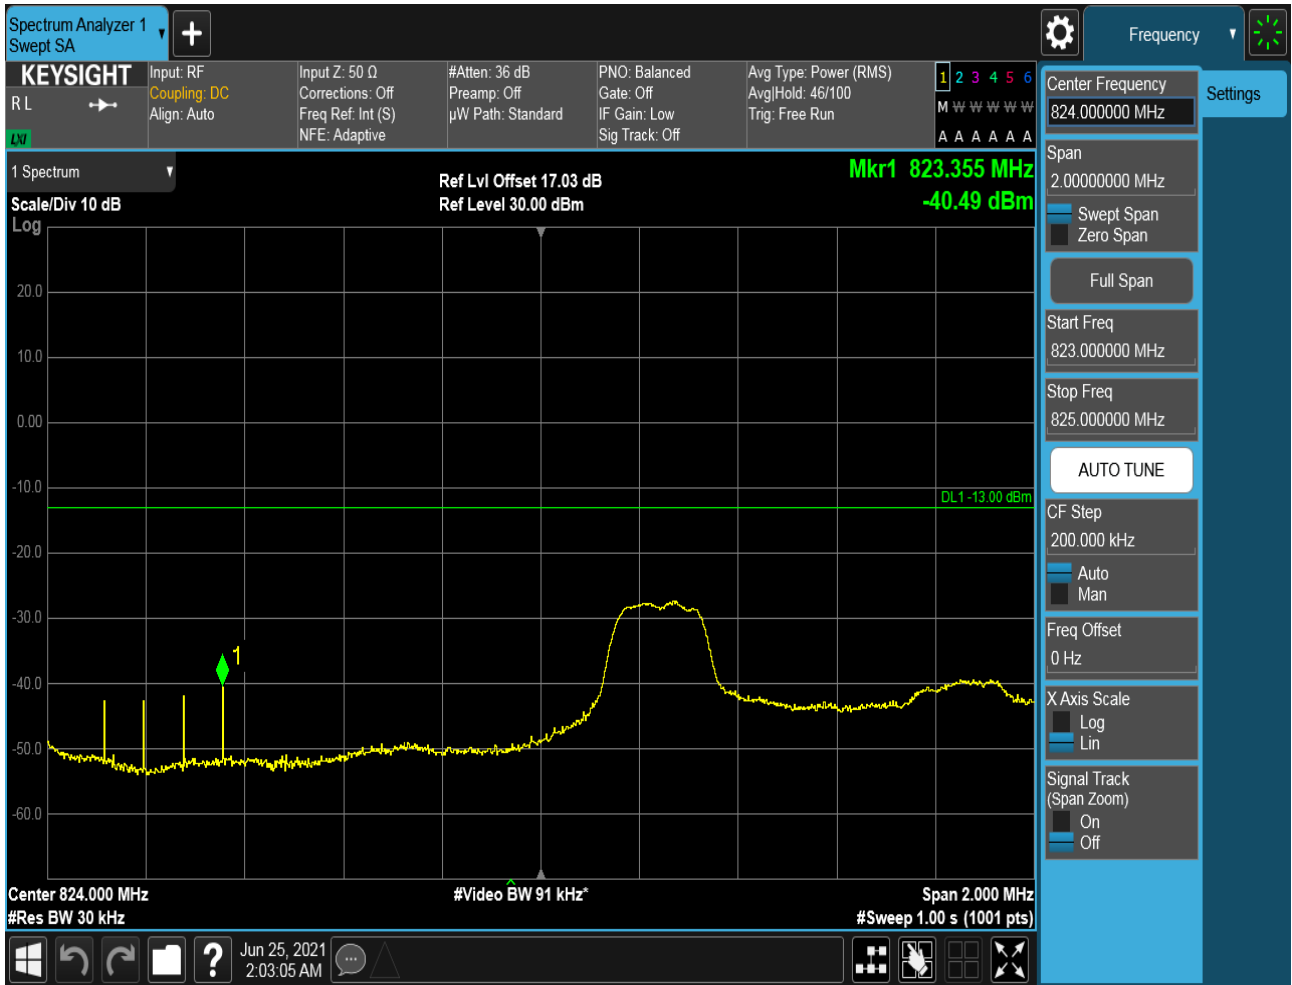 Spectrum Analyzer 1
Swept SA
Frequency
KEYSIGHT
R L
LXI
Input: RF
Coupling: DC
Align: Auto
Input Z: 50 Ω
Corrections: Off
Freq Ref: Int (S)
NFE: Adaptive
#Atten: 36 dB
Preamp: Off
µW Path: Standard
PNO: Balanced
Gate: Off
IF Gain: Low
Sig Track: Off
Avg Type: Power (RMS)
Avg|Hold: 46/100
Trig: Free Run
1 2 3 4 5 6
M W W W W W
A A A A A A
1 Spectrum
Scale/Div 10 dB
Log
Ref Lvl Offset 17.03 dB
Ref Level 30.00 dBm
Mkr1 823.355 MHz
-40.49 dBm
20.0
10.0
0.00
-10.0
DL1 -13.00 dBm
-20.0
-30.0
1
-40.0
-50.0
-60.0
Center 824.000 MHz
#Res BW 30 kHz
#Video BW 91 kHz*
Span 2.000 MHz
#Sweep 1.00 s (1001 pts)
?
Jun 25, 2021
2:03:05 AM
Center Frequency
824.000000 MHz
Settings
Span
2.00000000 MHz
Swept Span
Zero Span
Full Span
Start Freq
823.000000 MHz
Stop Freq
825.000000 MHz
AUTO TUNE
CF Step
200.000 kHz
Auto
Man
Freq Offset
0 Hz
X Axis Scale
Log
Lin
Signal Track
(Span Zoom)
On
Off